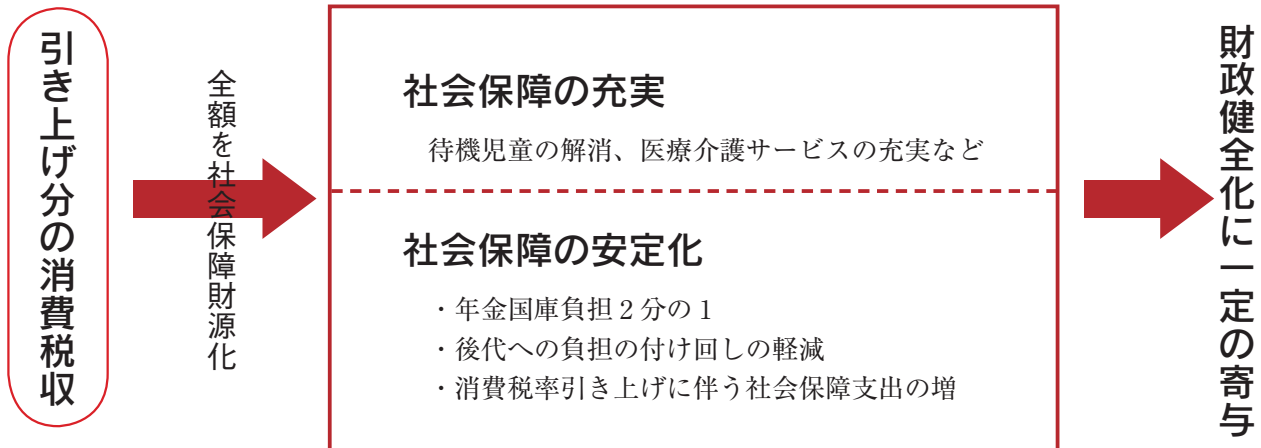 引き上げ分の消費税収
全額を社会保障財源化
社会保障の充実
待機児童の解消、医療介護サービスの充実など
社会保障の安定化
・年金国庫負担２分の１
・後代への負担の付け回しの軽減
・消費税率引き上げに伴う社会保障支出の増
財政健全化に一定の寄与